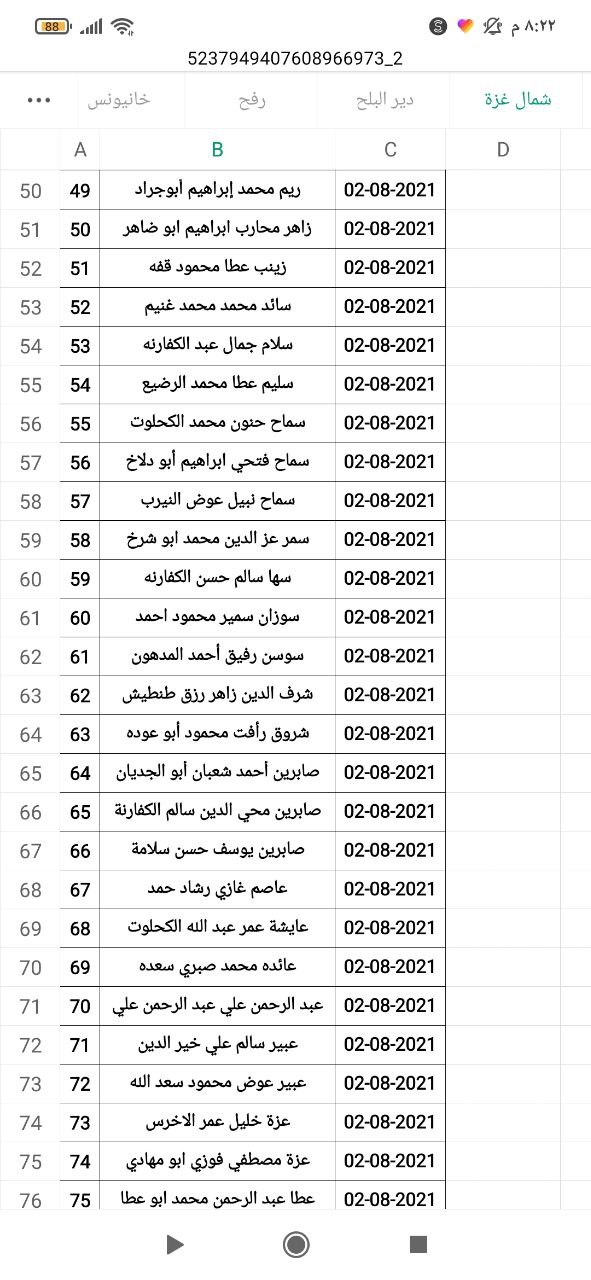 88 م ٨:٢٢
5237949407608966973_2
شمال غزة دير البلح رفح خانيونس ...
A B C D
50 49 ريم محمد إبراهيم أبوجراد 02-08-2021
51 50 زاهر محارب ابراهيم ابو ضاهر 02-08-2021
52 51 زينب عطا محمود قفه 02-08-2021
53 52 سائد محمد محمد غنيم 02-08-2021
54 53 سلام جمال عبد الكفارنه 02-08-2021
55 54 سليم عطا محمد الرضيع 02-08-2021
56 55 سماح حنون محمد الكحلوت 02-08-2021
57 56 سماح فتحي ابراهيم أبو دلاخ 02-08-2021
58 57 سماح نبيل عوض النيرب 02-08-2021
59 58 سمر عز الدين محمد ابو شرخ 02-08-2021
60 59 سها سالم حسن الكفارنه 02-08-2021
61 60 سوزان سمير محمود احمد 02-08-2021
62 61 سوسن رفيق أحمد المدهون 02-08-2021
63 62 شرف الدين زاهر رزق طنطيش 02-08-2021
64 63 شروق رأفت محمود أبو عوده 02-08-2021
65 64 صابرين أحمد شعبان أبو الجديان 02-08-2021
66 65 صابرين محي الدين سالم الكفارنة 02-08-2021
67 66 صابرين يوسف حسن سلامة 02-08-2021
68 67 عاصم غازي رشاد حمد 02-08-2021
69 68 عايشة عمر عبد الله الكحلوت 02-08-2021
70 69 عائده محمد صبري سعده 02-08-2021
71 70 عبد الرحمن علي عبد الرحمن علي 02-08-2021
72 71 عبير سالم علي خير الدين 02-08-2021
73 72 عبير عوض محمود سعد الله 02-08-2021
74 73 عزة خليل عمر الاخرس 02-08-2021
75 74 عزة مصطفي فوزي ابو مهادي 02-08-2021
76 75 عطا عبد الرحمن محمد ابو عطا 02-08-2021